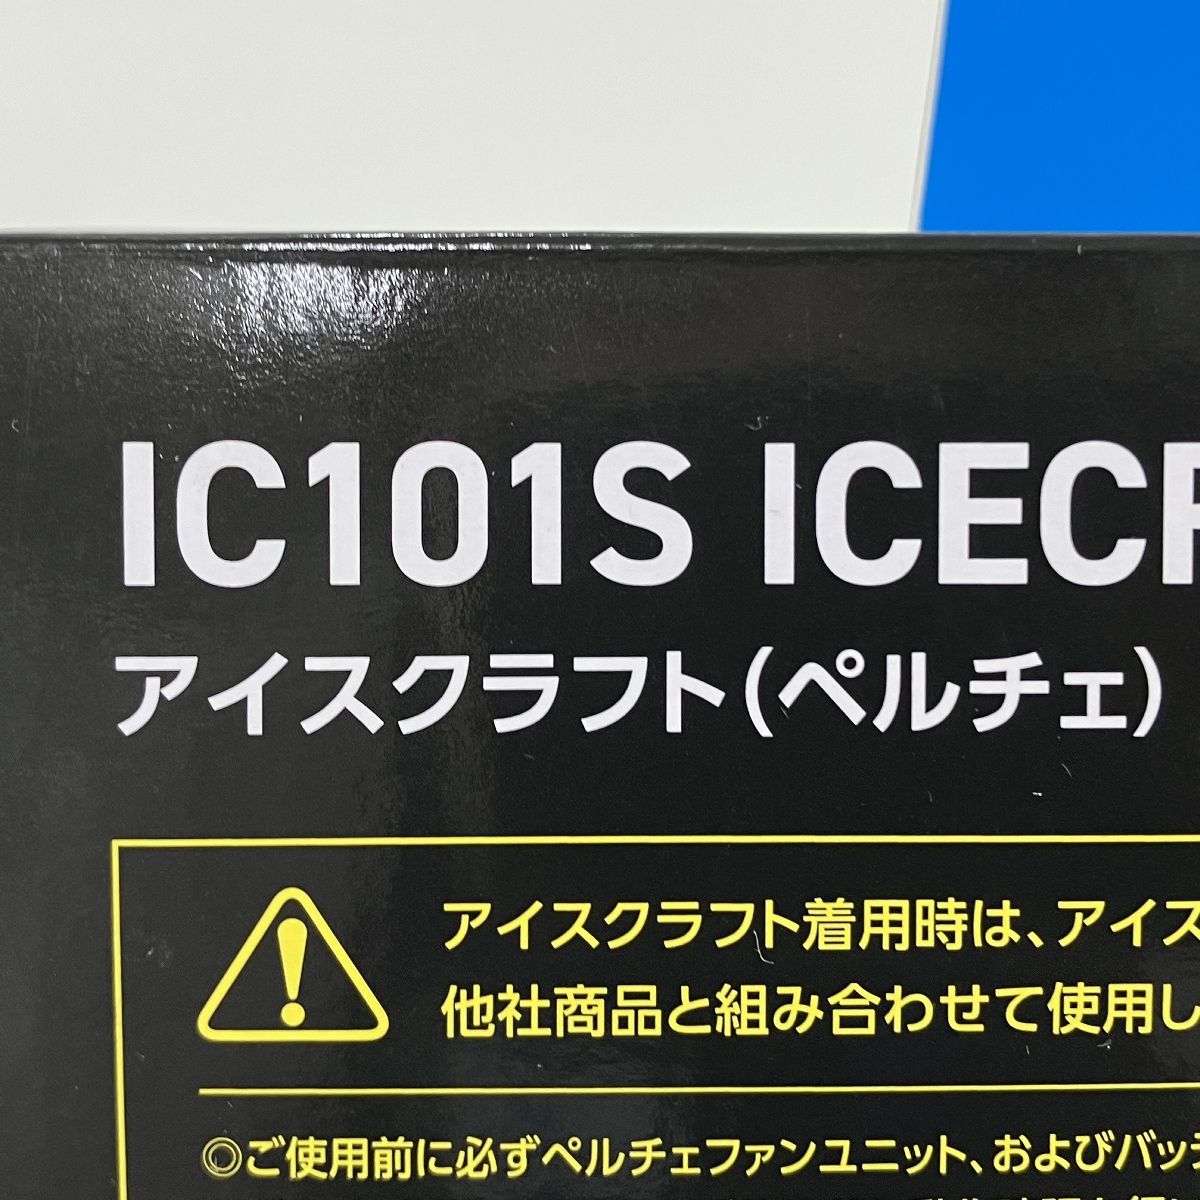 IC101S ICECR
アイスクラフト(ペルチェ)
アイスクラフト着用時は、アイス
他社商品と組み合わせて使用し
◎ご使用前に必ずペルチェファンユニット、およびバッテ